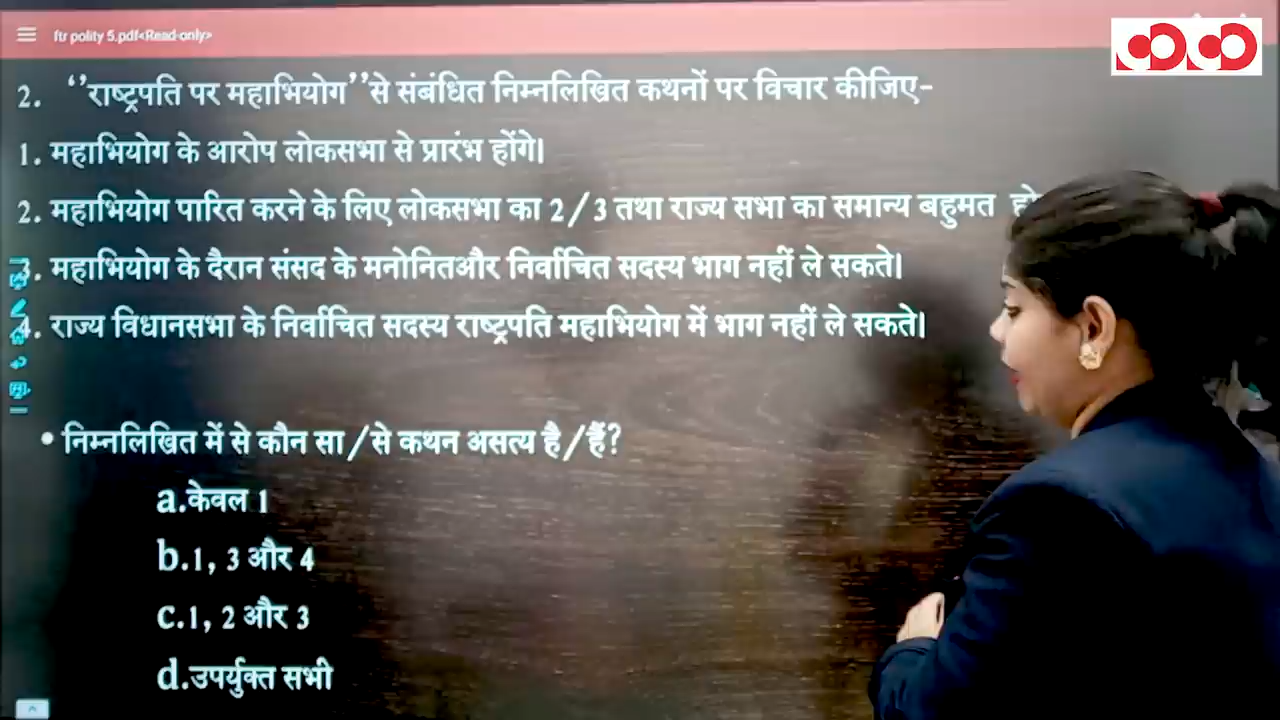 ftr polity 5.pdf<Read-only>
2. ‘’राष्ट्रपति पर महाभियोग’’से संबंधित निम्नलिखित कथनों पर विचार कीजिए-
1. महाभियोग के आरोप लोकसभा से प्रारंभ होंगे।
2. महाभियोग पारित करने के लिए लोकसभा का 2/3 तथा राज्य सभा का समान्य बहुमत
3. महाभियोग के दैरान संसद के मनोनितऔर निर्वाचित सदस्य भाग नहीं ले सकते।
4. राज्य विधानसभा के निर्वाचित सदस्य राष्ट्रपति महाभियोग में भाग नहीं ले सकते।
• निम्नलिखित में से कौन सा/से कथन असत्य है/हैं?
a.केवल 1
b.1, 3 और 4
c.1, 2 और 3
d.उपर्युक्त सभी